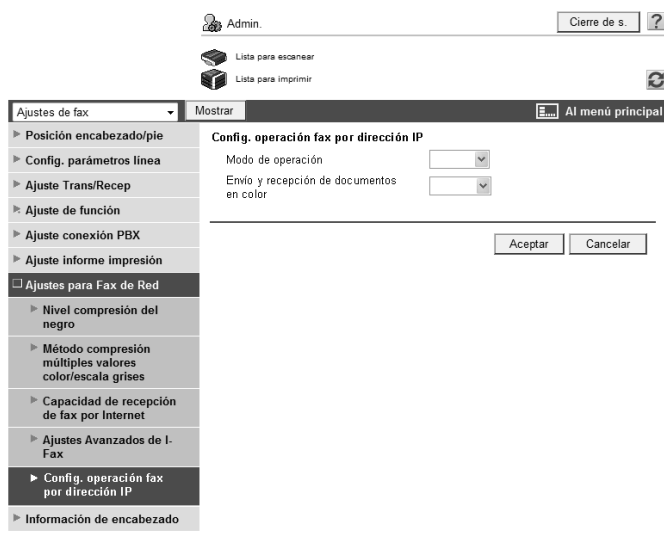 Admin.
Cierre de s.
?
Lista para escanear
Lista para imprimir
Ajustes de fax
Mostrar
Al menú principal
Posición encabezado/pie
Config. parámetros línea
Ajuste Trans/Recep
Ajuste de función
Ajuste conexión PBX
Ajuste informe impresión
Ajustes para Fax de Red
Nivel compresión del
negro
Método compresión
múltiples valores
color/escala grises
Capacidad de recepción
de fax por Internet
Ajustes Avanzados de I-
Fax
Config. operación fax
por dirección IP
Información de encabezado
Config. operación fax por dirección IP
Modo de operación
Envío y recepción de documentos
en color
Aceptar
Cancelar